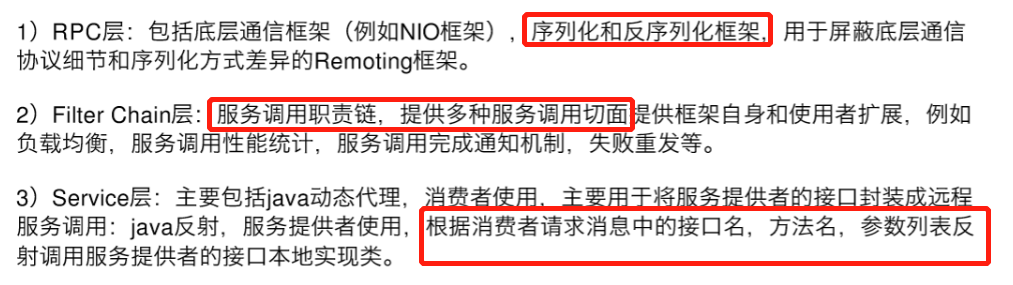 1）RPC层：包括底层通信框架（例如NIO框架），序列化和反序列化框架，用于屏蔽底层通信
协议细节和序列化方式差异的Remoting框架。
2）Filter Chain层：服务调用职责链，提供多种服务调用切面提供框架自身和使用者扩展，例如
负载均衡，服务调用性能统计，服务调用完成通知机制，失败重发等。
3）Service层：主要包括java动态代理，消费者使用，主要用于将服务提供者的接口封装成远程
服务调用：java反射，服务提供者使用，根据消费者请求消息中的接口名，方法名，参数列表反
射调用服务提供者的接口本地实现类。